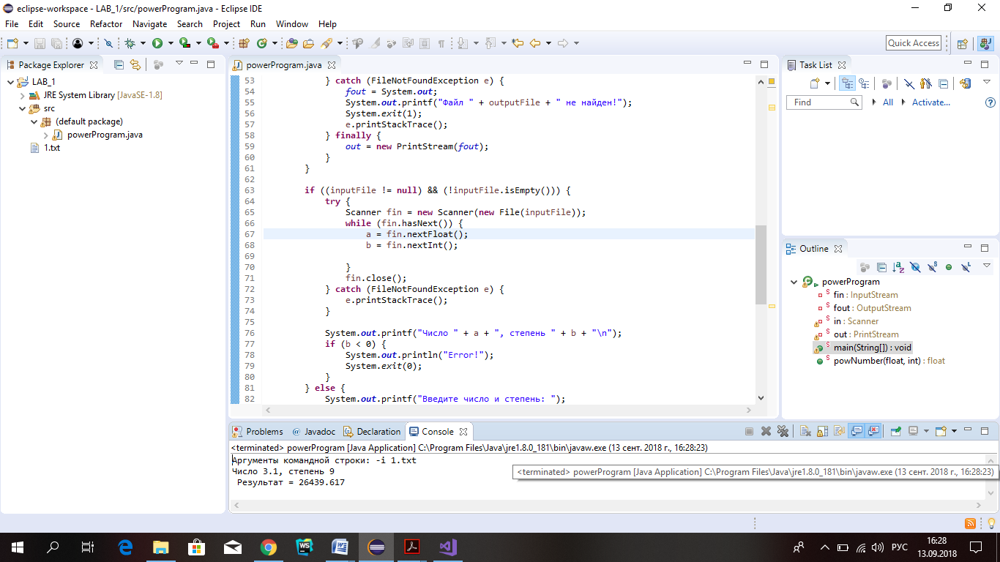 eclipse-workspace - LAB_1/src/powerProgram.java - Eclipse IDE
File Edit Source Refactor Navigate Search Project Run Window Help
Quick Access
Package Explorer
LAB_1
JRE System Library [JavaSE-1.8]
src
(default package)
powerProgram.java
1.txt
powerProgram.java
53 } catch (FileNotFoundException e) {
54 fout = System.out;
55 System.out.printf("Файл " + outputFile + " не найден!");
56 System.exit(1);
57 e.printStackTrace();
58 } finally {
59 out = new PrintStream(fout);
60 }
61 }
62
63 if ((inputFile != null) && (!inputFile.isEmpty())) {
64 try {
65 Scanner fin = new Scanner(new File(inputFile));
66 while (fin.hasNext()) {
67 a = fin.nextFloat();
68 b = fin.nextInt();
69
70 }
71 fin.close();
72 } catch (FileNotFoundException e) {
73 e.printStackTrace();
74 }
75
76 System.out.printf("Число " + a + ", степень " + b + "\n");
77 if (b < 0) {
78 System.out.println("Error!");
79 System.exit(0);
80 }
81 } else {
82 System.out.printf("Введите число и степень: ");
Task List
Find All Activate...
Outline
powerProgram
fin : InputStream
fout : OutputStream
in : Scanner
out : PrintStream
main(String[]) : void
powNumber(float, int) : float
Problems @ Javadoc Declaration Console
<terminated> powerProgram [Java Application] C:\Program Files\Java\jre1.8.0_181\bin\javaw.exe (13 сент. 2018 г., 16:28:23)
Аргументы командной строки: -i 1.txt
Число 3.1, степень 9
Результат = 26439.617
<terminated> powerProgram [Java Application] C:\Program Files\Java\jre1.8.0_181\bin\javaw.exe (13 сент. 2018 г., 16:28:23)
РУС
16:28
13.09.2018